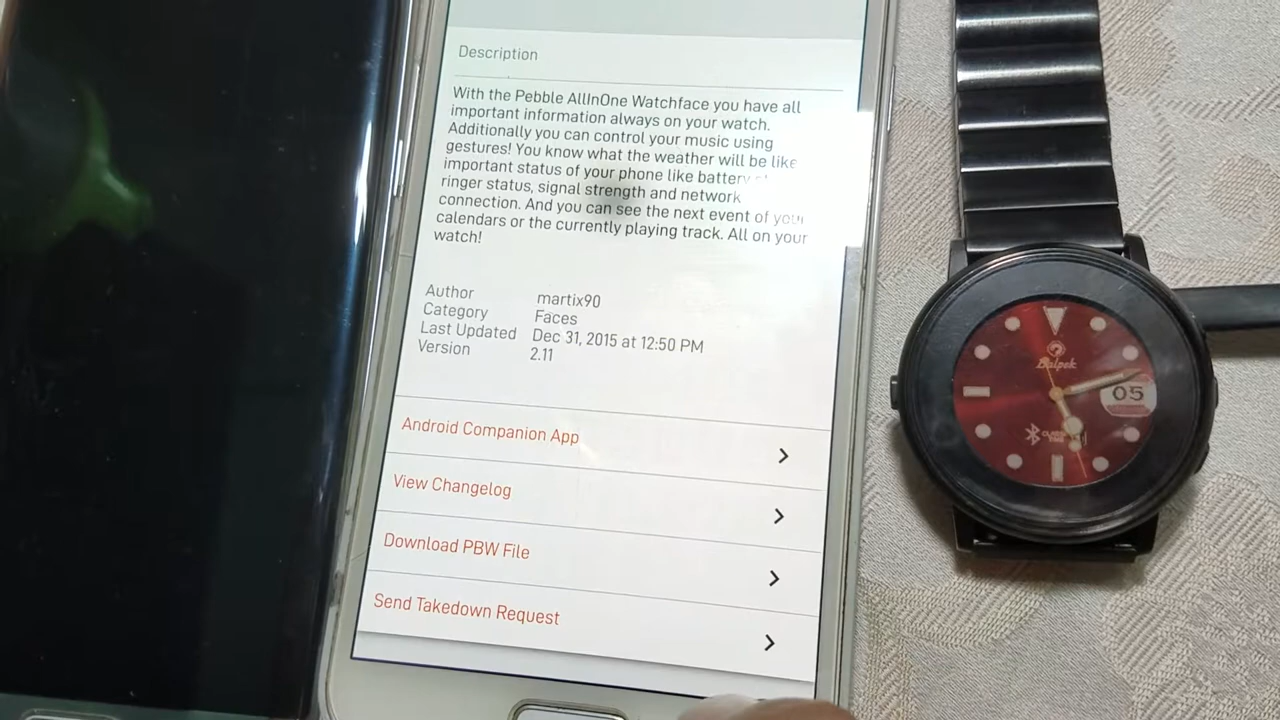 Description
With the Pebble AllInOne Watchface you have all
important information always on your watch.
Additionally you can control your music using
gestures! You know what the weather will be like
important status of your phone like battery
ringer status, signal strength and network
connection. And you can see the next event of your
calendars or the currently playing track. All on your
watch!
Author martix90
Category Faces
Last Updated Dec 31, 2015 at 12:50 PM
Version 2.11
Android Companion App
View Changelog
Download PBW File
Send Takedown Request
05